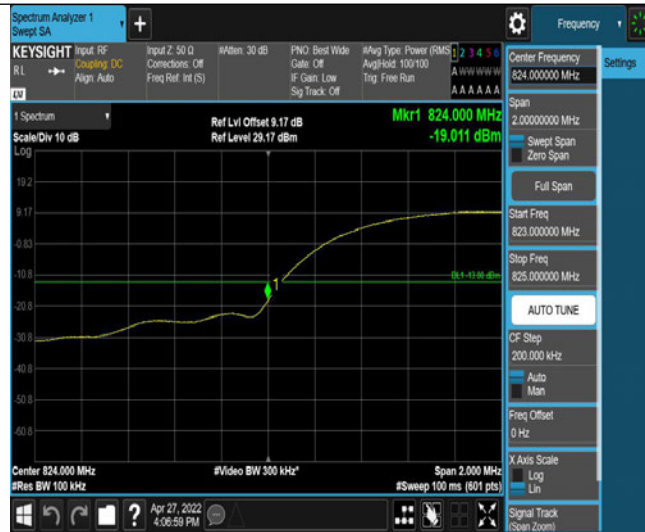 Spectrum Analyzer 1
Swept SA
Frequency
KEYSIGHT
RL
Input: RF
Coupling: DC
Align: Auto
Input Z: 50 Ω
Corrections: Off
Freq Ref: Int (S)
#Atten: 30 dB
PNO: Best Wide
Gate: Off
IF Gain: Low
Sig Track: Off
#Avg Type: Power (RMS
Avg|Hold: 100/100
Trig: Free Run
1 2 3 4 5 6
A W W W W W
A A A A A A
LXI
1 Spectrum
Scale/Div 10 dB
Log
Ref Lvl Offset 9.17 dB
Ref Level 29.17 dBm
Mkr1 824.000 MHz
-19.011 dBm
19.2
9.17
-0.83
-10.8
-20.8
-30.8
-40.8
-50.8
-60.8
1
DL1 -13.00 dBm
Center 824.000 MHz
#Res BW 100 kHz
#Video BW 300 kHz*
Span 2.000 MHz
#Sweep 100 ms (601 pts)
Apr 27, 2022
4:06:59 PM
Center Frequency
824.000000 MHz
Settings
Span
2.00000000 MHz
Swept Span
Zero Span
Full Span
Start Freq
823.000000 MHz
Stop Freq
825.000000 MHz
AUTO TUNE
CF Step
200.000 kHz
Auto
Man
Freq Offset
0 Hz
X Axis Scale
Log
Lin
Signal Track
(Span Zoom)